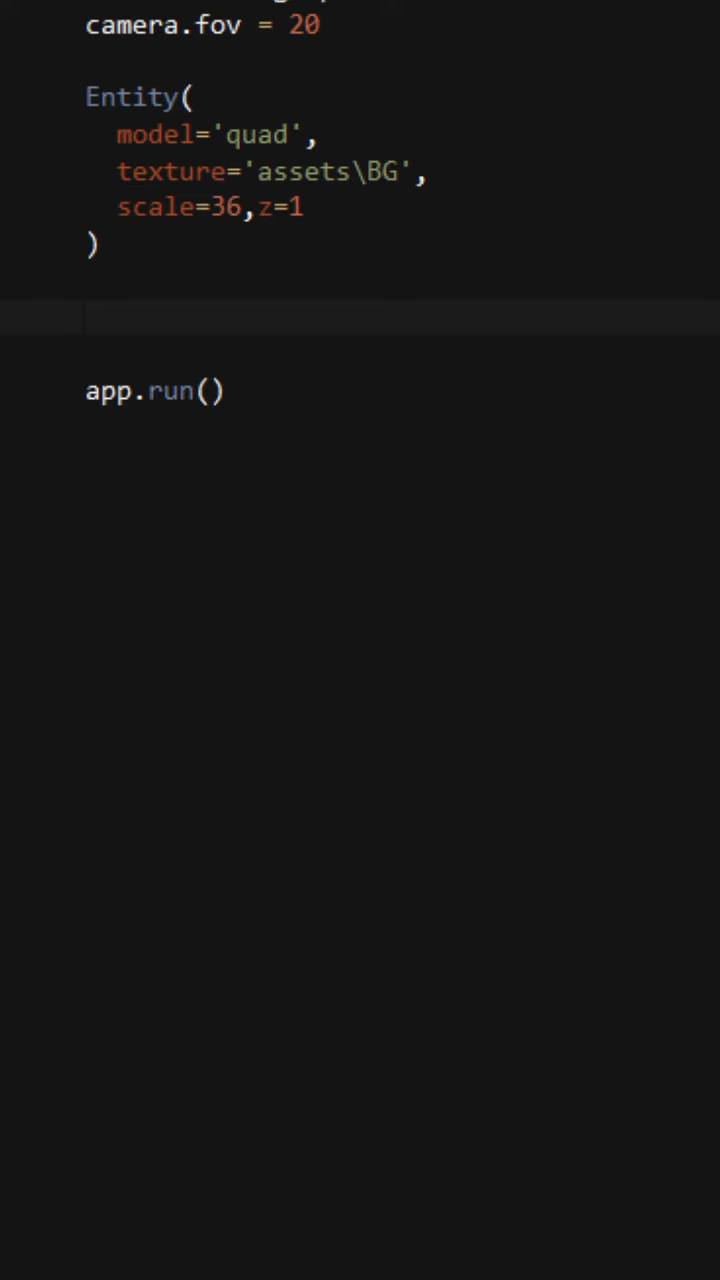 camera.fov = 20
Entity(
model='quad',
texture='assets\BG',
scale=36,z=1
)
app.run()